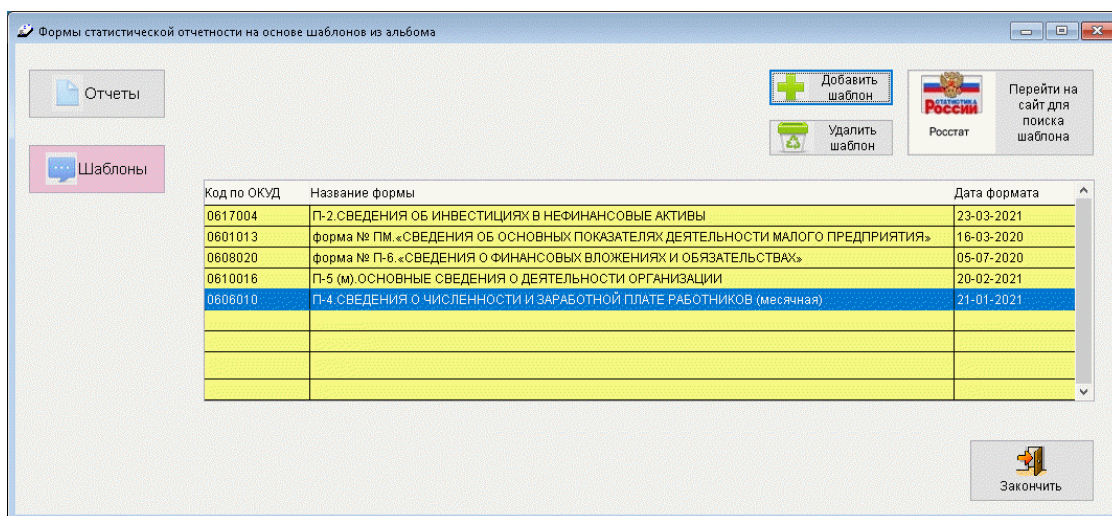 Формы статистической отчетности на основе шаблонов из альбома
Отчеты
Шаблоны
Добавить
шаблон
Удалить
шаблон
СТАТИСТИКА
России
Росстат
Перейти на
сайт для
поиска
шаблона
Код по ОКУД Название формы Дата формата
0617004 П-2.СВЕДЕНИЯ ОБ ИНВЕСТИЦИЯХ В НЕФИНАНСОВЫЕ АКТИВЫ 23-03-2021
0601013 форма № ПМ.«СВЕДЕНИЯ ОБ ОСНОВНЫХ ПОКАЗАТЕЛЯХ ДЕЯТЕЛЬНОСТИ МАЛОГО ПРЕДПРИЯТИЯ» 16-03-2020
0608020 форма № П-6.«СВЕДЕНИЯ О ФИНАНСОВЫХ ВЛОЖЕНИЯХ И ОБЯЗАТЕЛЬСТВАХ» 05-07-2020
0610016 П-5 (м).ОСНОВНЫЕ СВЕДЕНИЯ О ДЕЯТЕЛЬНОСТИ ОРГАНИЗАЦИИ 20-02-2021
0606010 П-4.СВЕДЕНИЯ О ЧИСЛЕННОСТИ И ЗАРАБОТНОЙ ПЛАТЕ РАБОТНИКОВ (месячная) 21-01-2021
Закончить